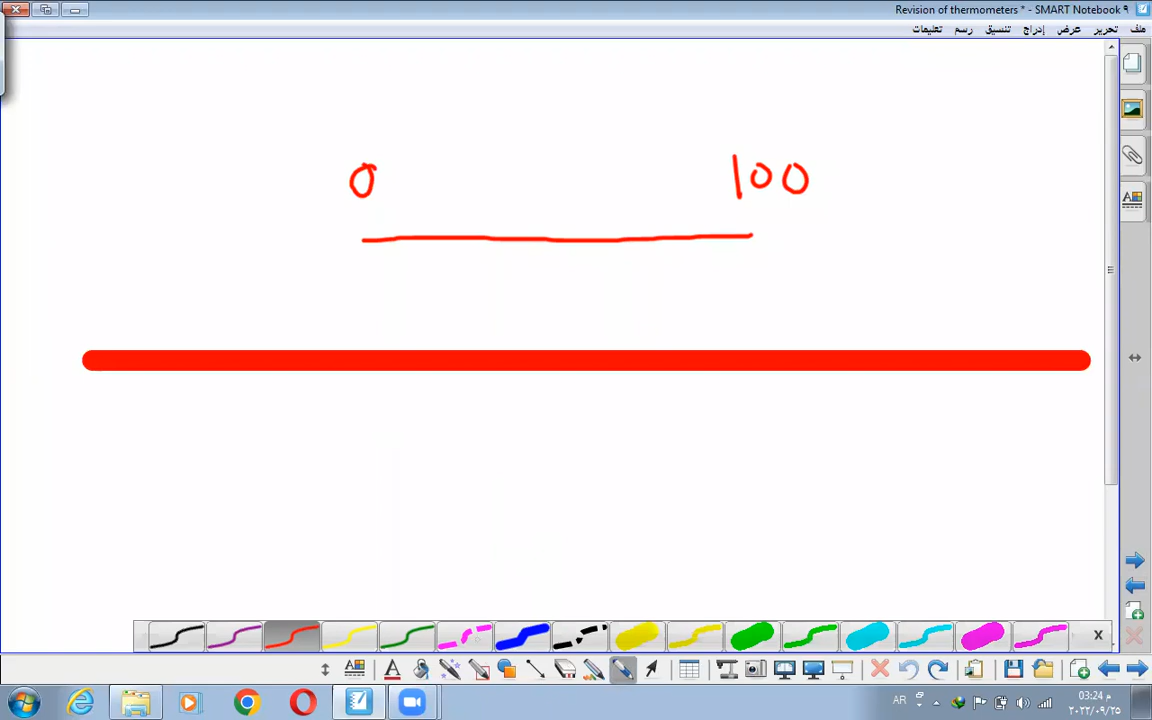 Revision of thermometers * - SMART Notebook ٩
ملف تحرير عرض إدراج تنسيق رسم تعليمات
0 100
x
A
AR
م 03:24
٢٠٢٢/٠٩/٢٥